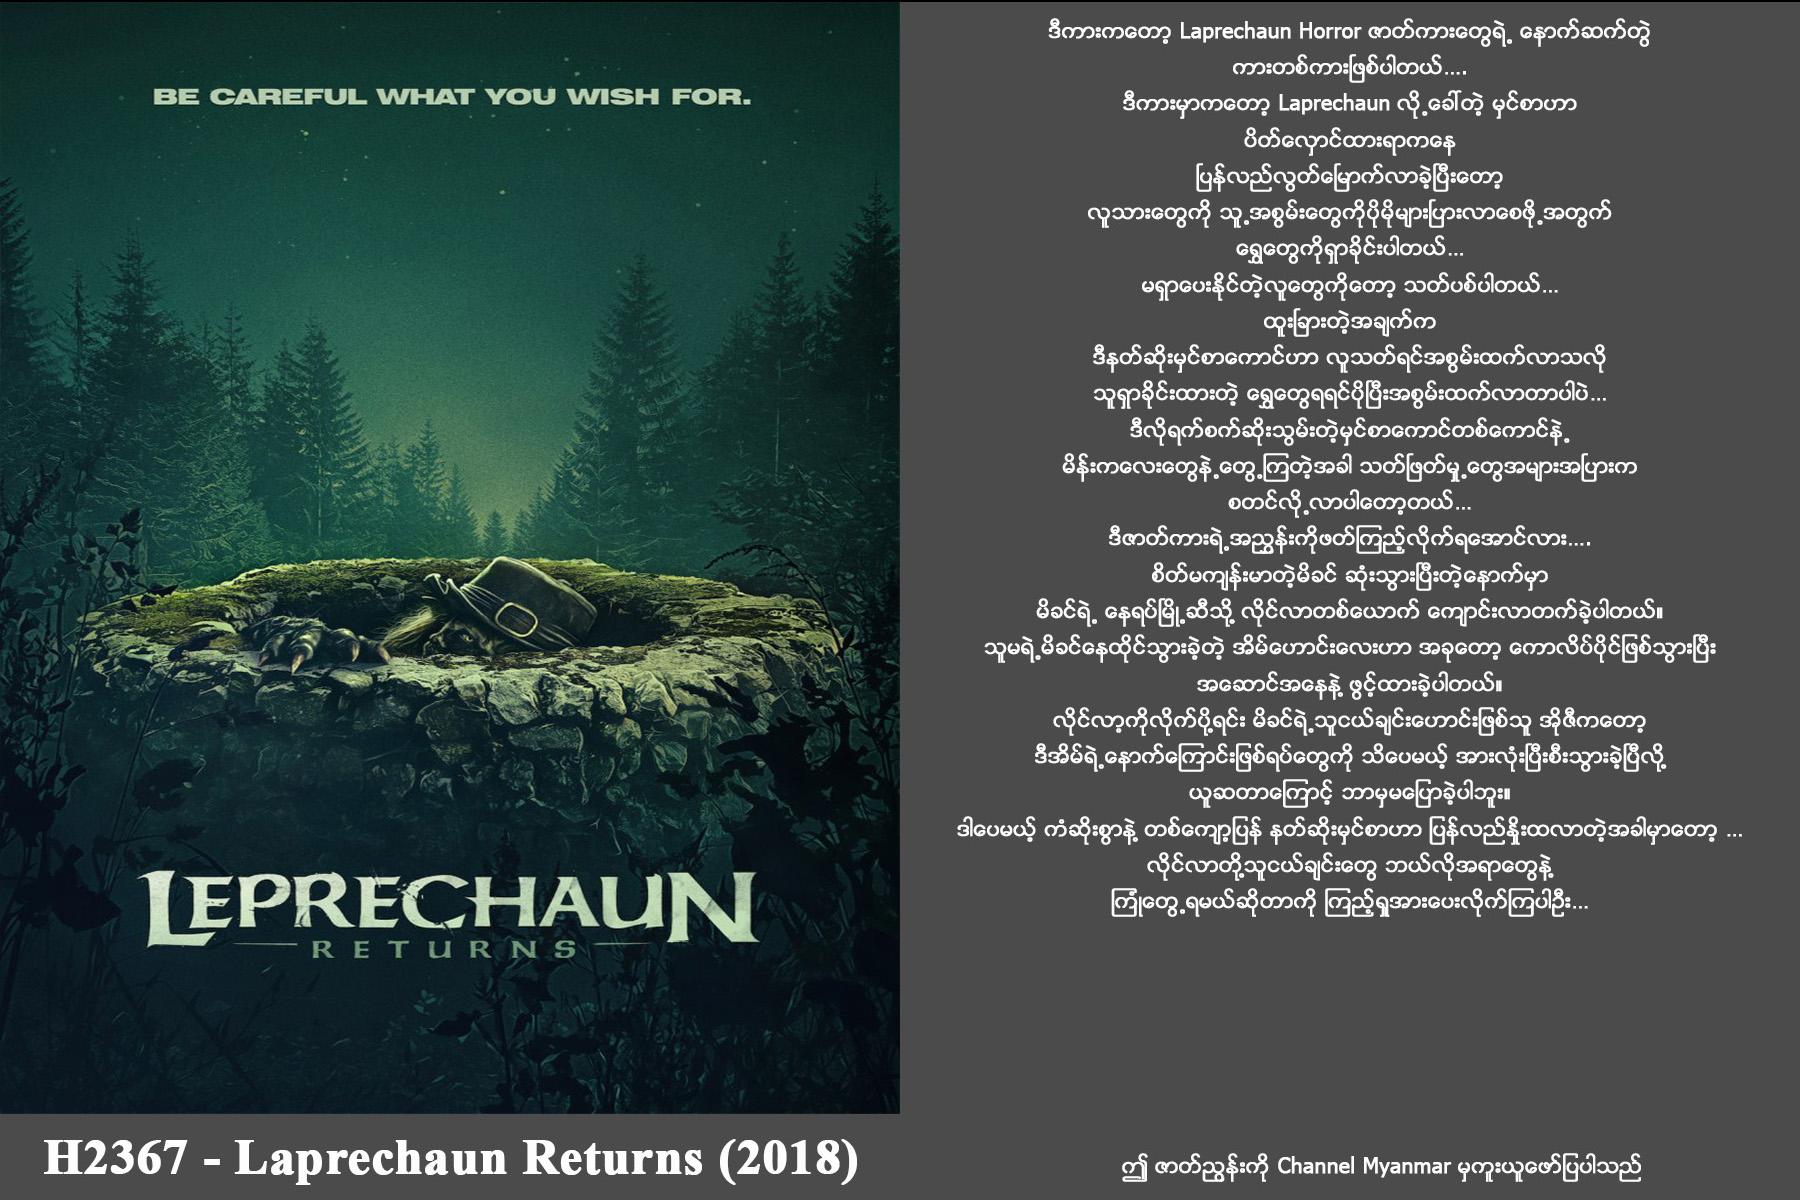 BE CAREFUL WHAT YOU WISH FOR.
LEPRECHAUN
RETURNS
H2367 - Laprechaun Returns (2018)
ဒီကားကတော့ Laprechaun Horror ဇာတ်ကားတွေရဲ့ နောက်ဆက်တွဲ
ကားတစ်ကားဖြစ်ပါတယ်....
ဒီကားမှာကတော့ Laprechaun လို့ခေါ်တဲ့ မှင်စာဟာ
ပိတ်လှောင်ထားရာကနေ
ပြန်လည်လွတ်မြောက်လာခဲ့ပြီးတော့
လူသားတွေကို သူ့အစွမ်းတွေကိုပိုမိုများပြားလာစေဖို့အတွက်
ရွှေတွေကိုရှာခိုင်းပါတယ်...
မရှာပေးနိုင်တဲ့လူတွေကိုတော့ သတ်ပစ်ပါတယ်...
ထူးခြားတဲ့အချက်က
ဒီနတ်ဆိုးမှင်စာကောင်ဟာ လူသတ်ရင်အစွမ်းထက်လာသလို
သူရှာခိုင်းထားတဲ့ ရွှေတွေရရင်ပိုပြီးအစွမ်းထက်လာတာပါပဲ...
ဒီလိုရက်စက်ဆိုးသွမ်းတဲ့မှင်စာကောင်တစ်ကောင်နဲ့
မိန်းကလေးတွေနဲ့တွေ့ကြတဲ့အခါ သတ်ဖြတ်မှု့တွေအများအပြားက
စတင်လို့လာပါတော့တယ်...
ဒီဇာတ်ကားရဲ့အညွှန်းကိုဖတ်ကြည့်လိုက်ရအောင်လား....
စိတ်မကျန်းမာတဲ့မိခင် ဆုံးသွားပြီးတဲ့နောက်မှာ
မိခင်ရဲ့ နေရပ်မြို့ဆီသို့ လိုင်လာတစ်ယောက် ကျောင်းလာတက်ခဲ့ပါတယ်။
သူမရဲ့မိခင်နေထိုင်သွားခဲ့တဲ့ အိမ်ဟောင်းလေးဟာ အခုတော့ ကောလိပ်ပိုင်ဖြစ်သွားပြီး
အဆောင်အနေနဲ့ ဖွင့်ထားခဲ့ပါတယ်။
လိုင်လာ့ကိုလိုက်ပို့ရင်း မိခင်ရဲ့သူငယ်ချင်းဟောင်းဖြစ်သူ အိုဇီကတော့
ဒီအိမ်ရဲ့နောက်ကြောင်းဖြစ်ရပ်တွေကို သိပေမယ့် အားလုံးပြီးစီးသွားခဲ့ပြီလို့
ယူဆတာကြောင့် ဘာမှမပြောခဲ့ပါဘူး။
ဒါပေမယ့် ကံဆိုးစွာနဲ့ တစ်ကျော့ပြန် နတ်ဆိုးမှင်စာဟာ ပြန်လည်နှိုးထလာတဲ့အခါမှာတော့ ...
လိုင်လာတို့သူငယ်ချင်းတွေ ဘယ်လိုအရာတွေနဲ့
ကြုံတွေ့ရမယ်ဆိုတာကို ကြည့်ရှုအားပေးလိုက်ကြပါဦး...
ဤ ဇာတ်ညွှန်းကို Channel Myanmar မှကူးယူဖော်ပြပါသည်